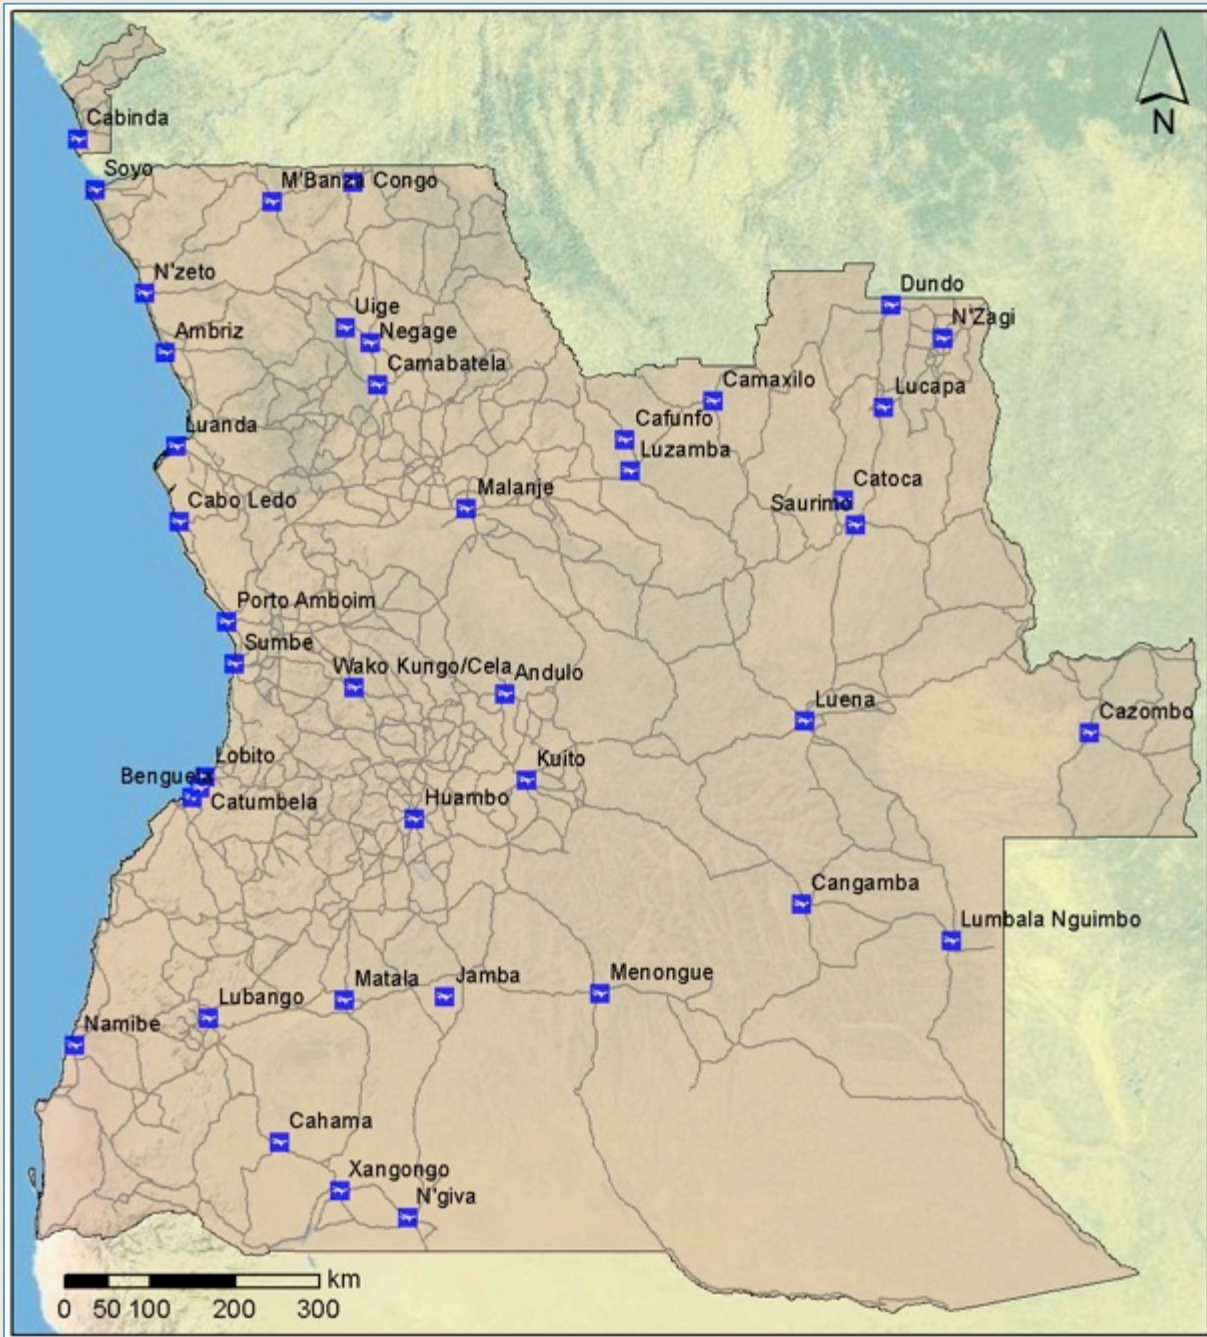 N
Cabinda
Soyo
M'Banza Congo
N'zeto
Dundo
Uige
N'Zagi
Ambriz
Negage
Camabatela
Camaxilo
Lucapa
Luanda
Cafunfo
Luzamba
Malanje
Catoca
Cabo Ledo
Saurimo
Porto Amboim
Sumbe
Wako Kungo/Cela
Andulo
Luena
Cazombo
Lobito
Kuito
Benguela
Catumbela
Huambo
Cangamba
Lumbala Nguimbo
Matala
Jamba
Menongue
Lubango
Namibe
Cahama
Xangongo
N'giva
km
0 50 100 200 300